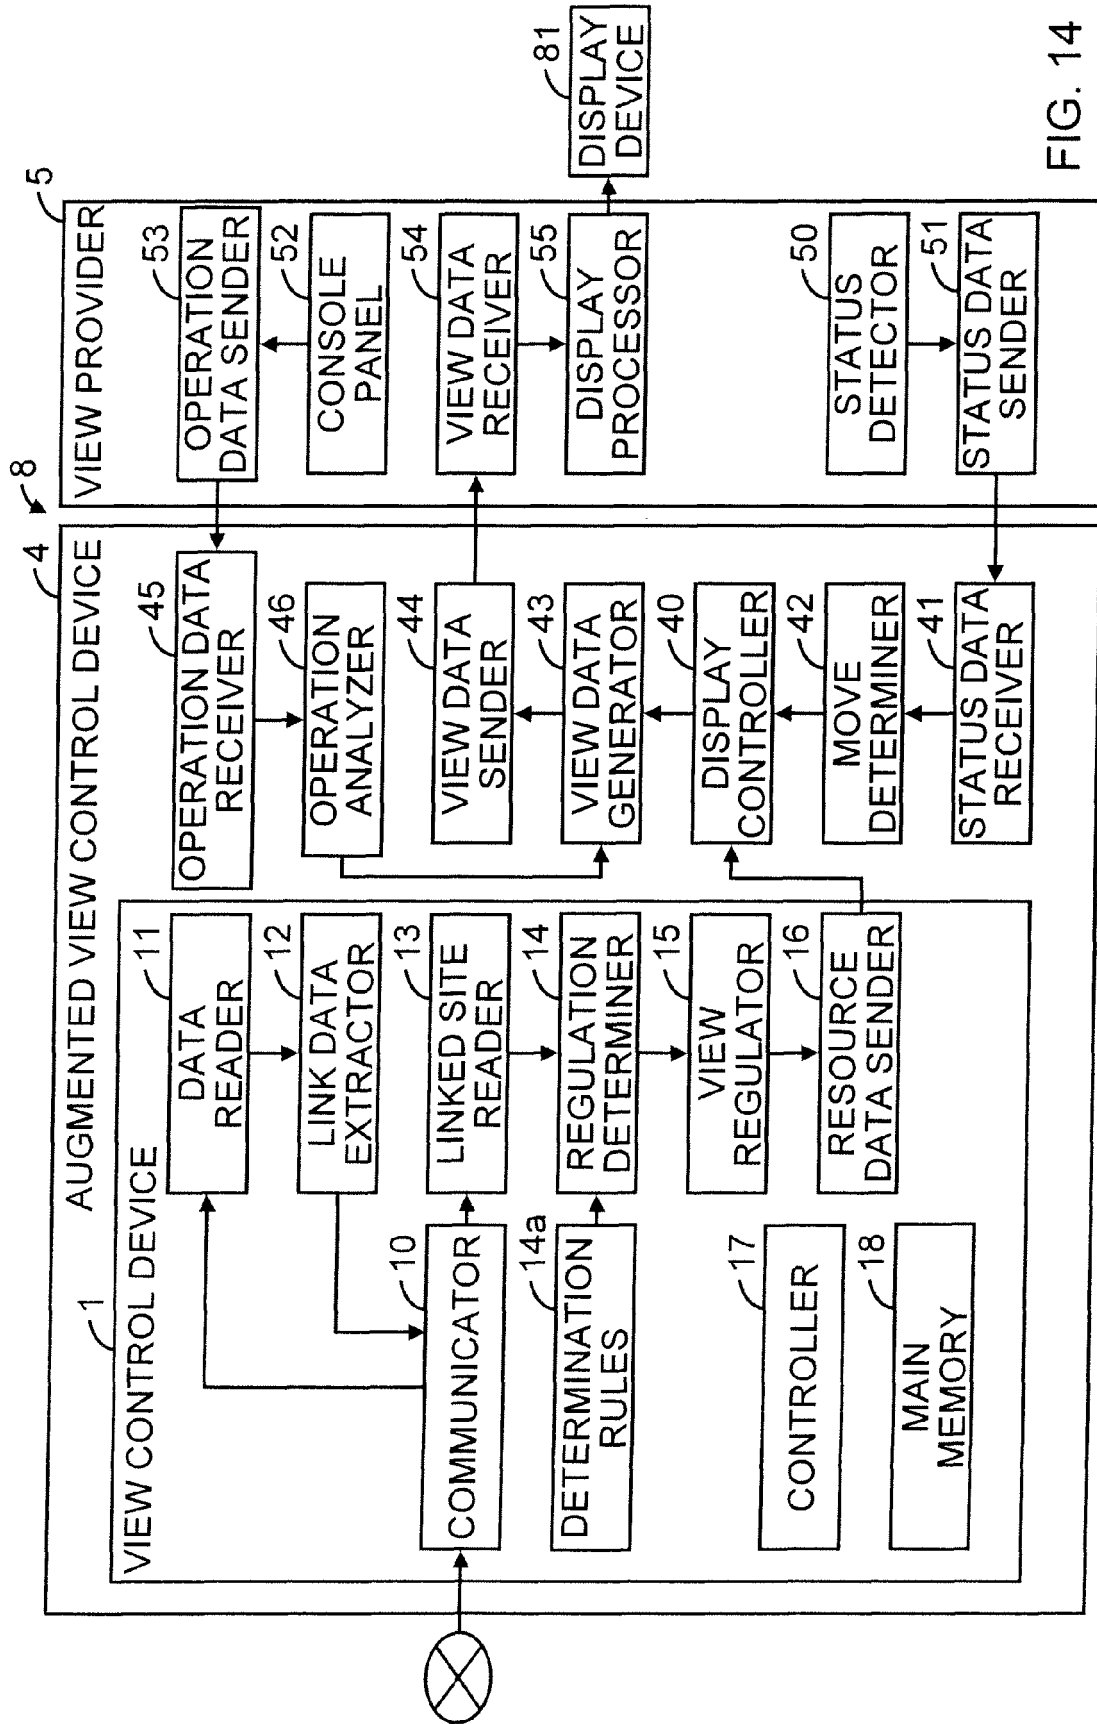 8
4
AUGMENTED VIEW CONTROL DEVICE
1
VIEW CONTROL DEVICE
10
COMMUNICATOR
14a
DETERMINATION
RULES
17
CONTROLLER
18
MAIN
MEMORY
11
DATA
READER
12
LINK DATA
EXTRACTOR
13
LINKED SITE
READER
14
REGULATION
DETERMINER
15
VIEW
REGULATOR
16
RESOURCE
DATA SENDER
45
OPERATION DATA
RECEIVER
46
OPERATION
ANALYZER
44
VIEW DATA
SENDER
43
VIEW DATA
GENERATOR
40
DISPLAY
CONTROLLER
42
MOVE
DETERMINER
41
STATUS DATA
RECEIVER
5
VIEW PROVIDER
53
OPERATION
DATA SENDER
52
CONSOLE
PANEL
54
VIEW DATA
RECEIVER
55
DISPLAY
PROCESSOR
50
STATUS
DETECTOR
51
STATUS DATA
SENDER
81
DISPLAY
DEVICE
FIG. 14